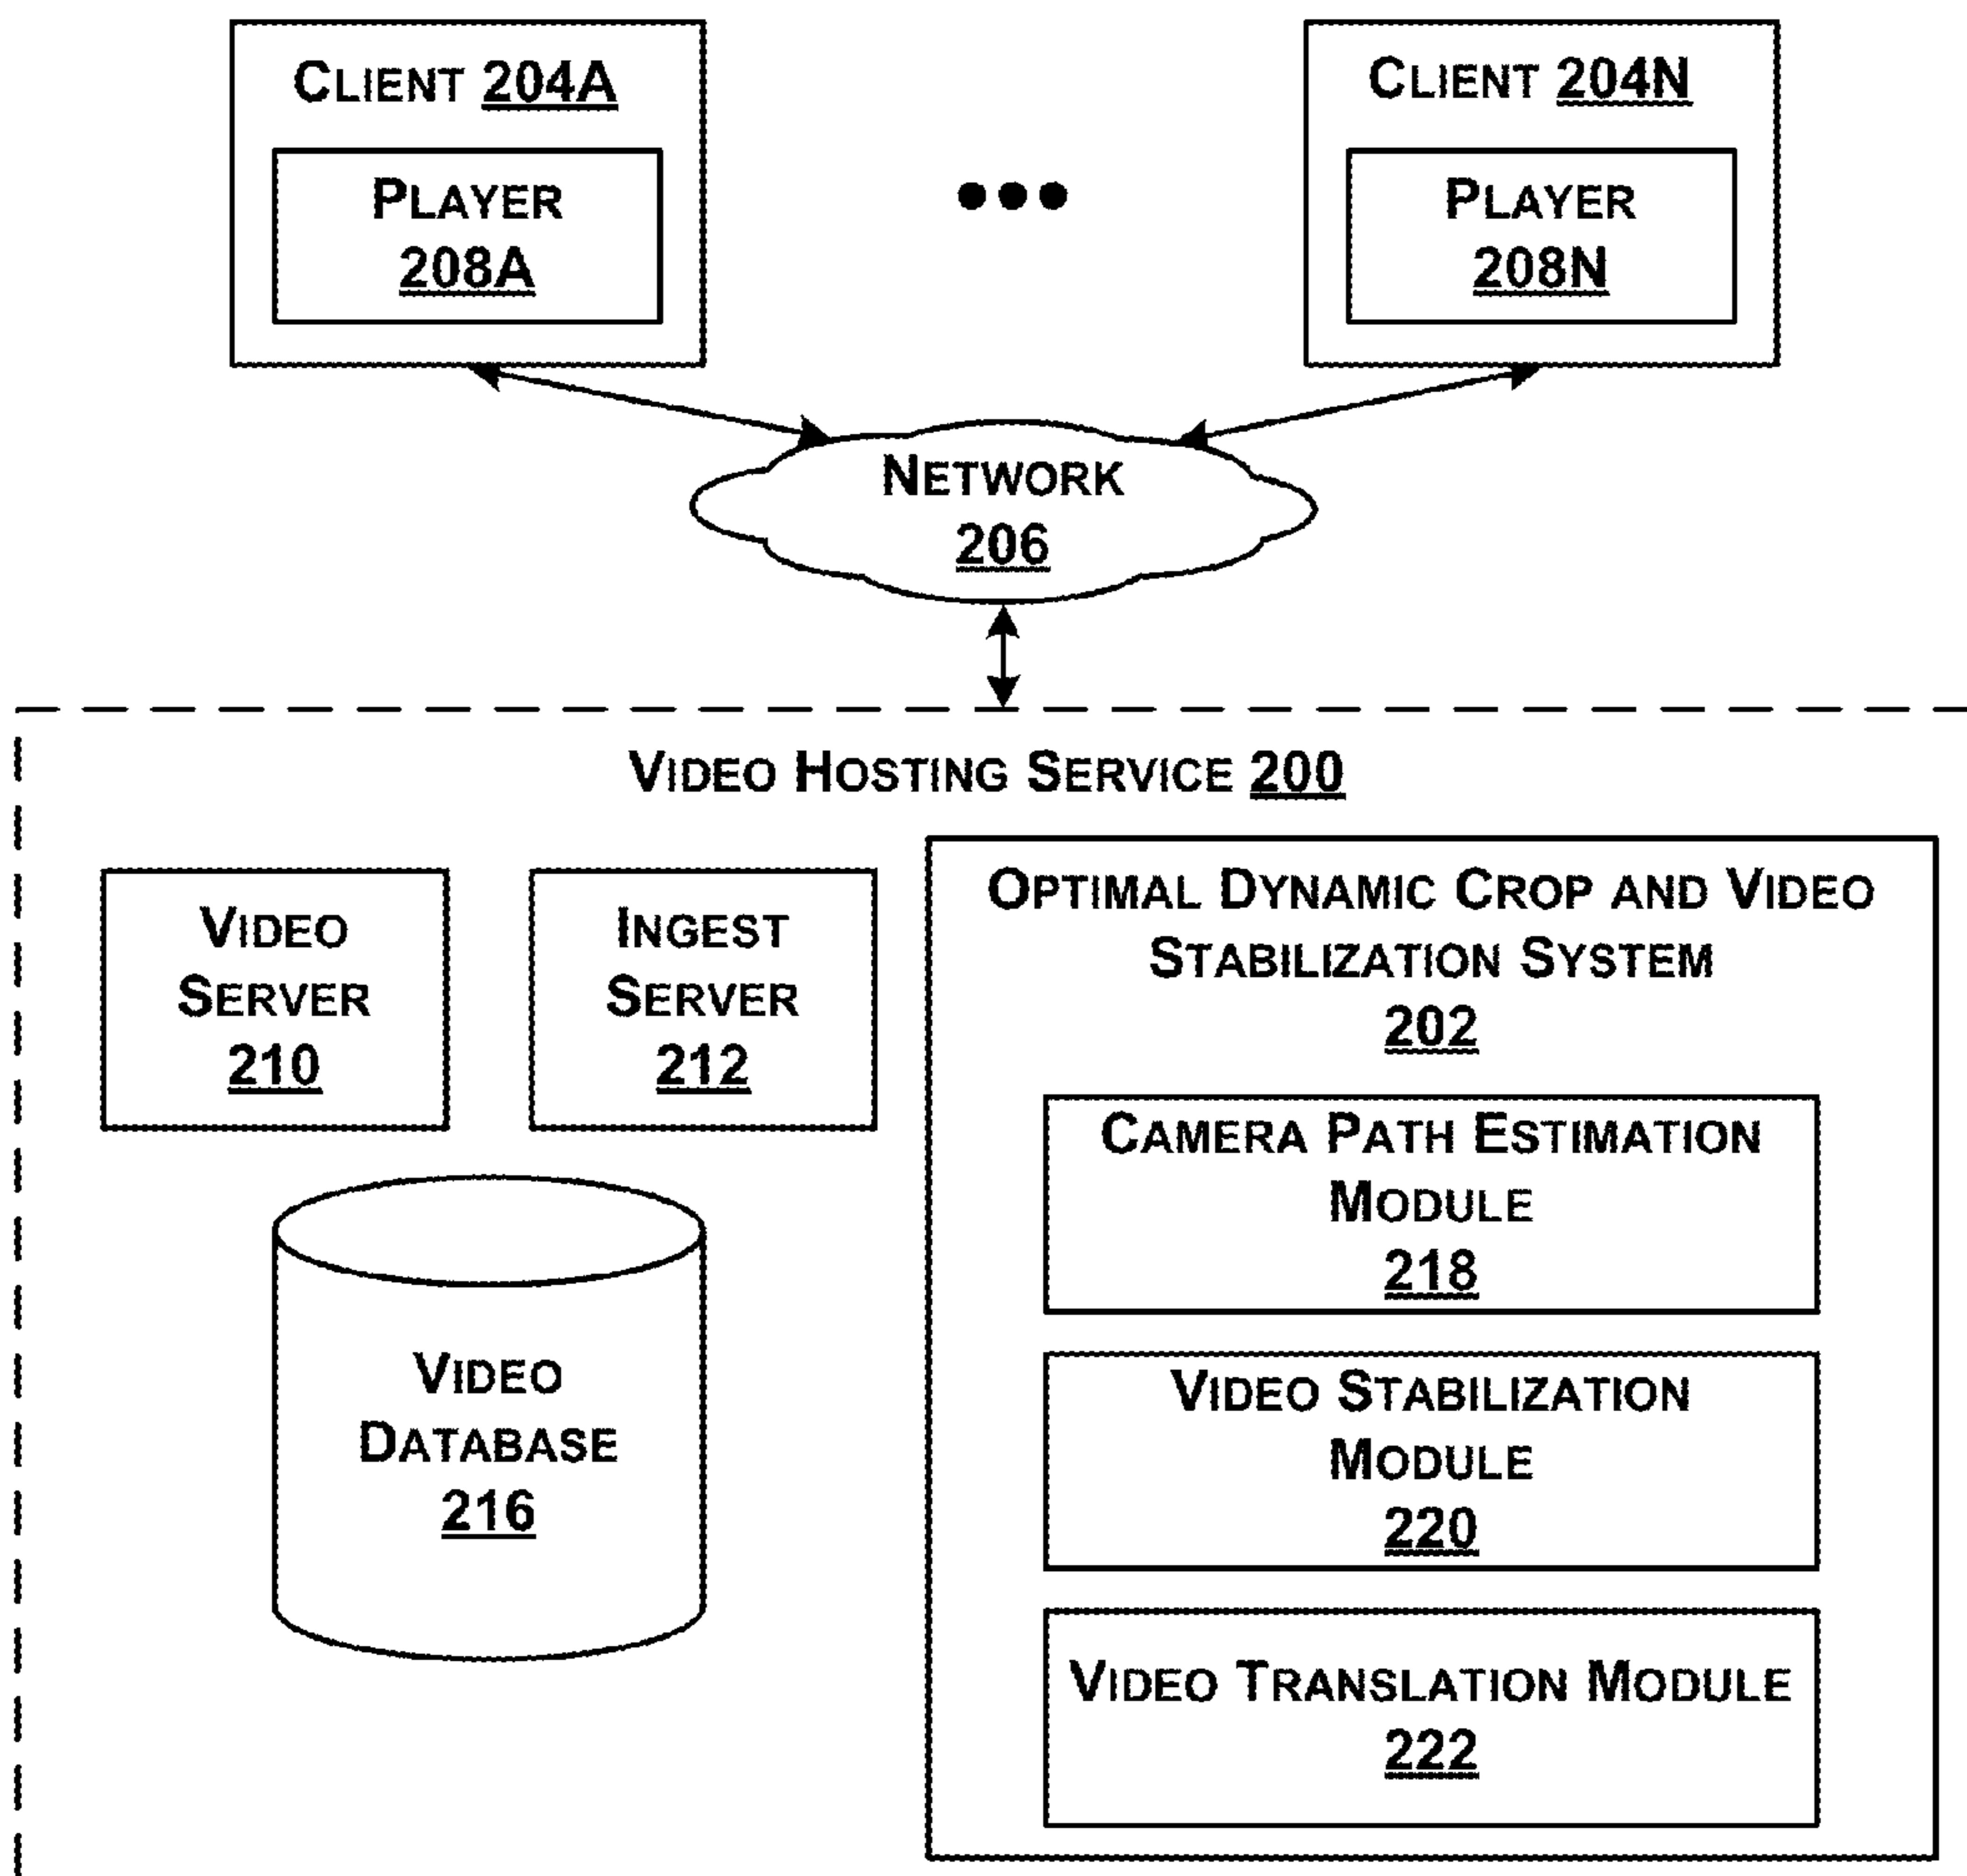 CLIENT 204A
PLAYER
208A
CLIENT 204N
PLAYER
208N
NETWORK
206
VIDEO HOSTING SERVICE 200
VIDEO
SERVER
210
INGEST
SERVER
212
VIDEO
DATABASE
216
OPTIMAL DYNAMIC CROP AND VIDEO
STABILIZATION SYSTEM
202
CAMERA PATH ESTIMATION
MODULE
218
VIDEO STABILIZATION
MODULE
220
VIDEO TRANSLATION MODULE
222